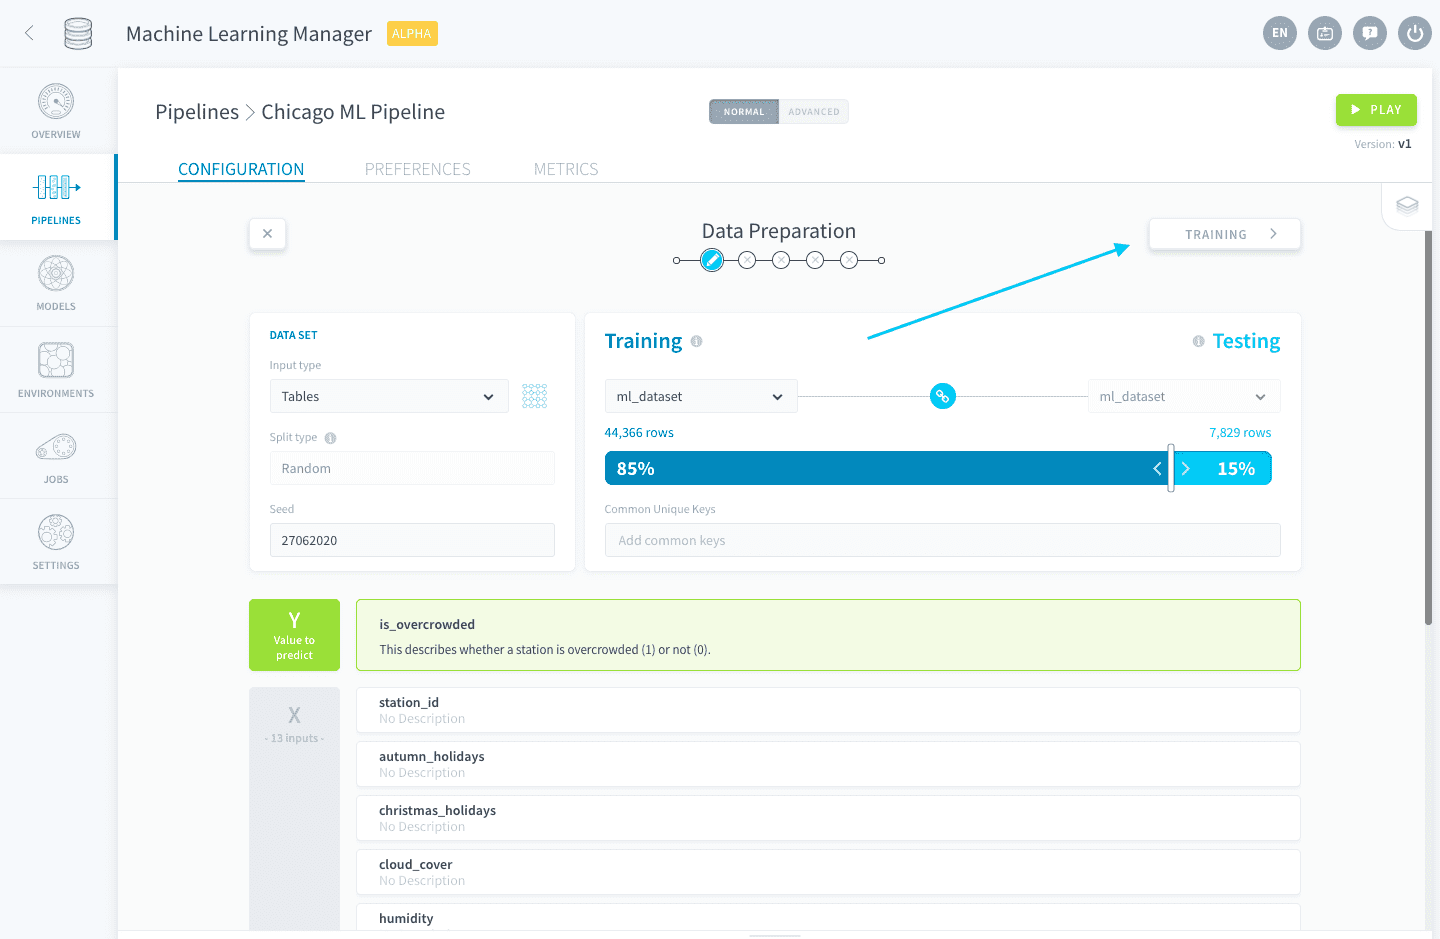 Machine Learning Manager
ALPHA
EN
OVERVIEW
PIPELINES
MODELS
ENVIRONMENTS
JOBS
SETTINGS
Pipelines > Chicago ML Pipeline
NORMAL
ADVANCED
PLAY
Version: v1
CONFIGURATION
PREFERENCES
METRICS
Data Preparation
TRAINING
DATA SET
Input type
Tables
Split type
Random
Seed
27062020
Training
Testing
ml_dataset
ml_dataset
44,366 rows
7,829 rows
85%
15%
Common Unique Keys
Add common keys
Y
Value to
predict
is_overcrowded
This describes whether a station is overcrowded (1) or not (0).
X
- 13 inputs -
station_id
No Description
autumn_holidays
No Description
christmas_holidays
No Description
cloud_cover
No Description
humidity